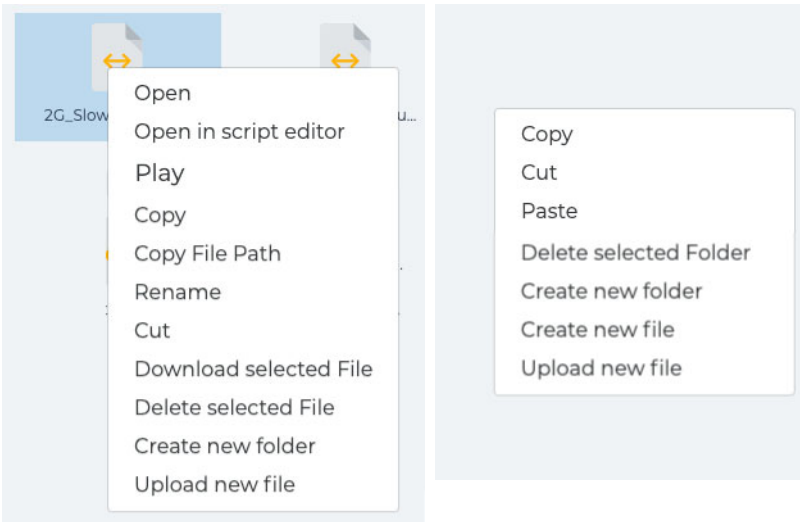 2G_Slow
u...
Open
Open in script editor
Play
Copy
Copy File Path
Rename
Cut
Download selected File
Delete selected File
Create new folder
Upload new file
Copy
Cut
Paste
Delete selected Folder
Create new folder
Create new file
Upload new file